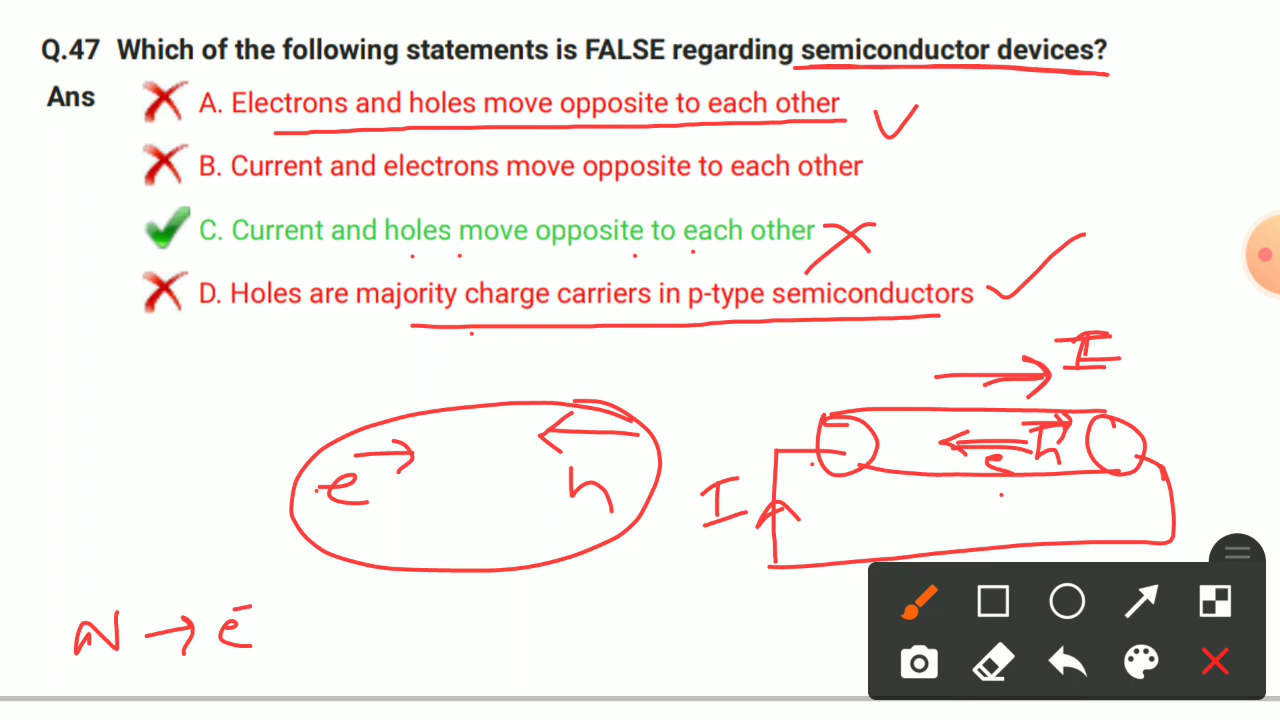 Q.47 Which of the following statements is FALSE regarding semiconductor devices?
Ans A. Electrons and holes move opposite to each other
B. Current and electrons move opposite to each other
C. Current and holes move opposite to each other
D. Holes are majority charge carriers in p-type semiconductors
I
e h
e h
I
N → e-